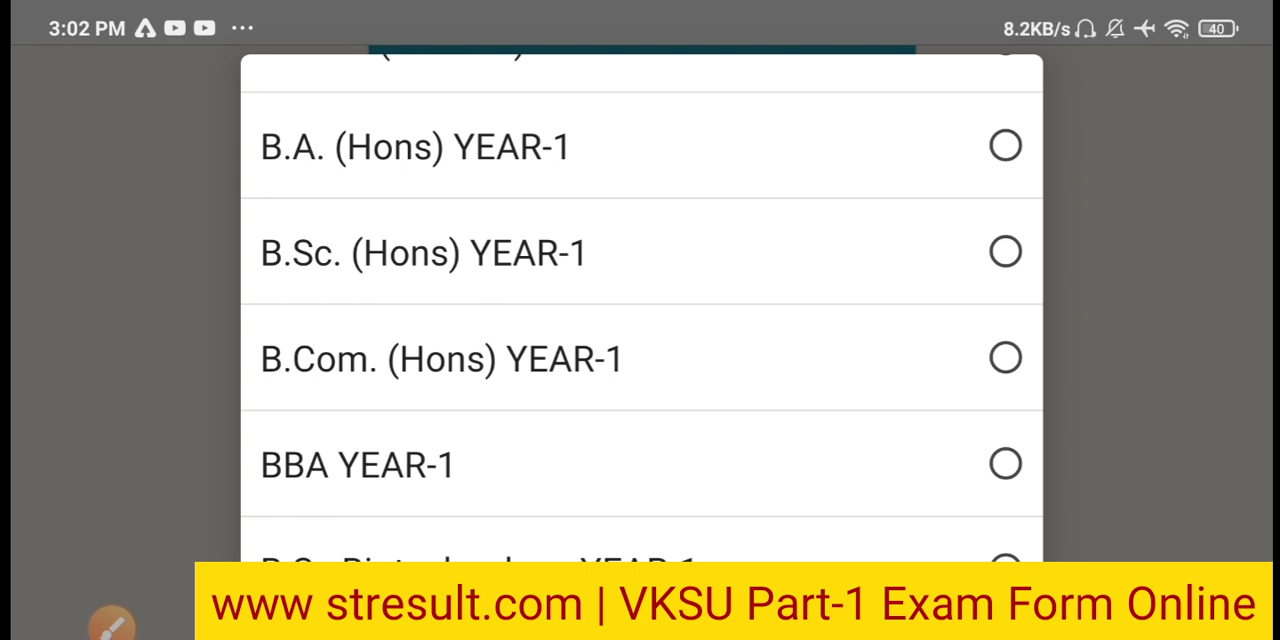 3:02 PM ... 8.2KB/s 40
B.A. (Hons) YEAR-1
B.Sc. (Hons) YEAR-1
B.Com. (Hons) YEAR-1
BBA YEAR-1
www stresult.com | VKSU Part-1 Exam Form Online